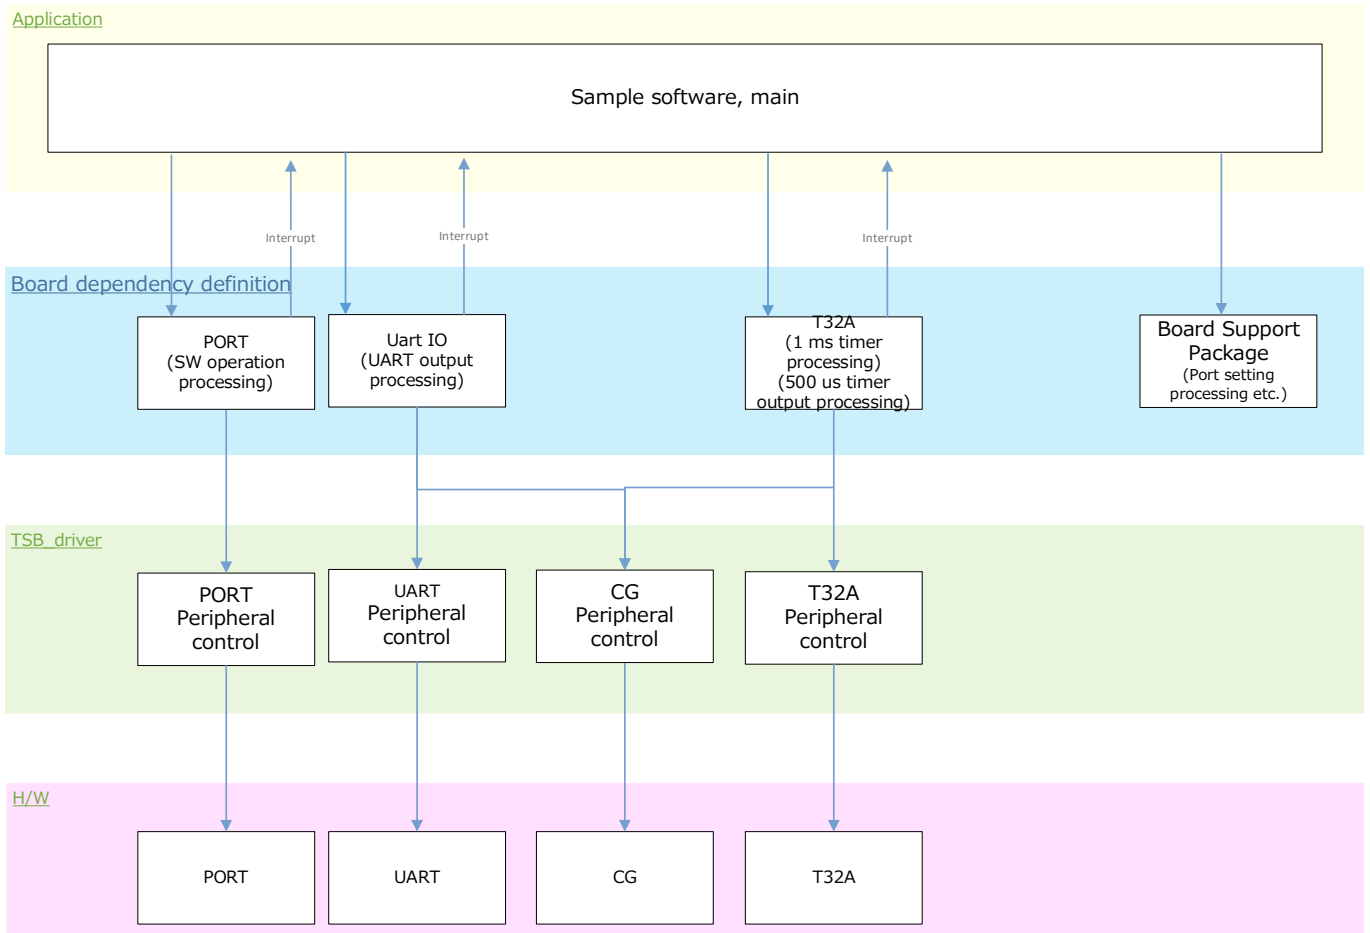 Application
Sample software, main
Interrupt
Interrupt
Interrupt
Board dependency definition
PORT
(SW operation
processing)
Uart IO
(UART output
processing)
T32A
(1 ms timer
processing)
(500 us timer
output processing)
Board Support
Package
(Port setting
processing etc.)
TSB_driver
PORT
Peripheral
control
UART
Peripheral
control
CG
Peripheral
control
T32A
Peripheral
control
H/W
PORT
UART
CG
T32A